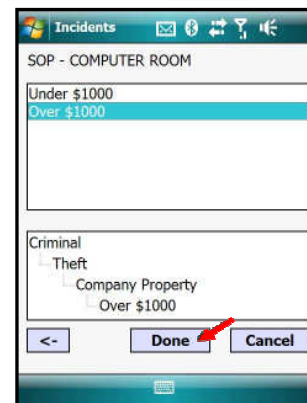 Incidents
SOP - COMPUTER ROOM
Under $1000
Over $1000
Criminal
Theft
Company Property
Over $1000
<- Done Cancel